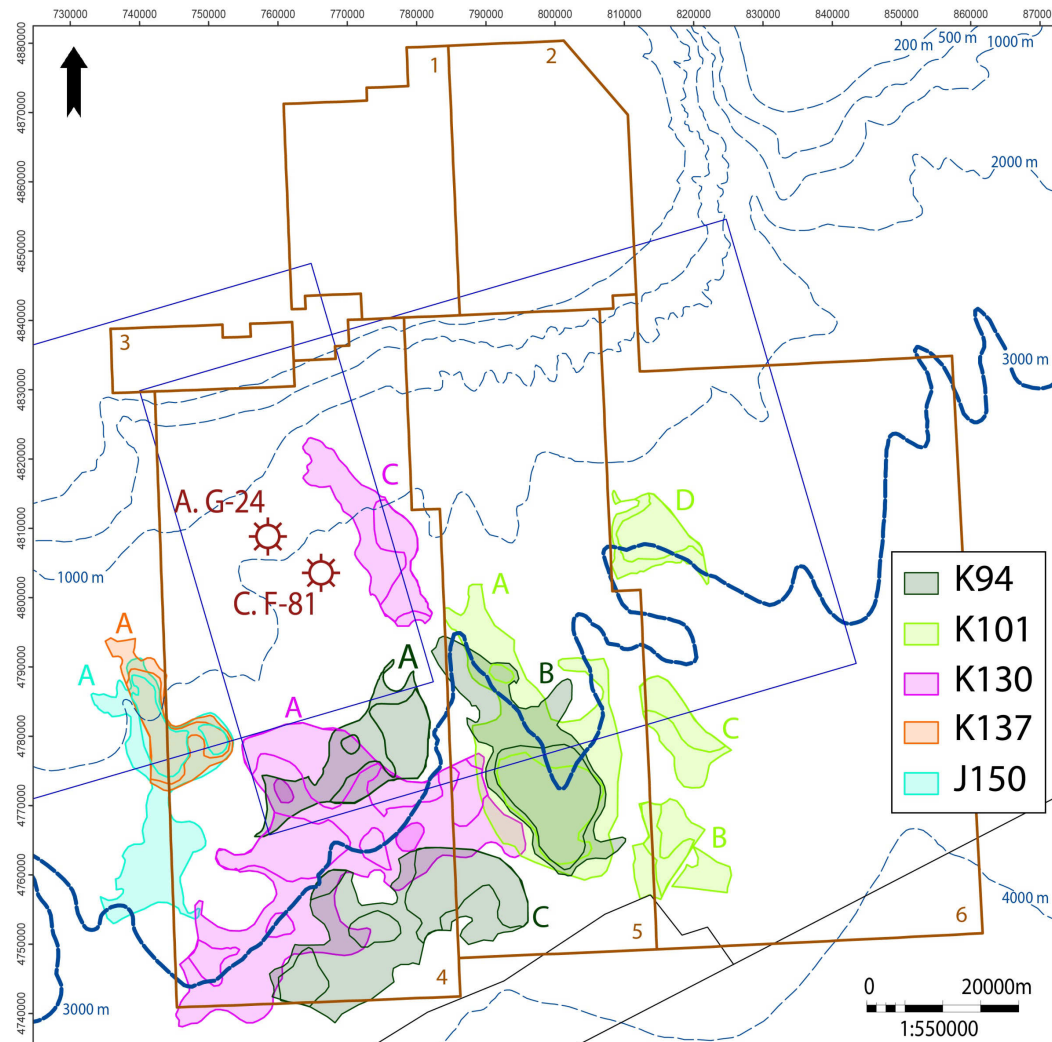 730000 740000 750000 760000 770000 780000 790000 800000 810000 820000 830000 840000 850000 860000 87000
4880000
4870000
4860000
4850000
4840000
4830000
4820000
4810000
4800000
4790000
4780000
4770000
4760000
4750000
4740000
1
2
200 m
500 m
1000 m
2000 m
3
3000 m
C
A. G-24
D
1000 m
C. F-81
A
A
A
A
B
A
C
B
C
4
5
6
4000 m
3000 m
K94
K101
K130
K137
J150
0
20000m
1:550000